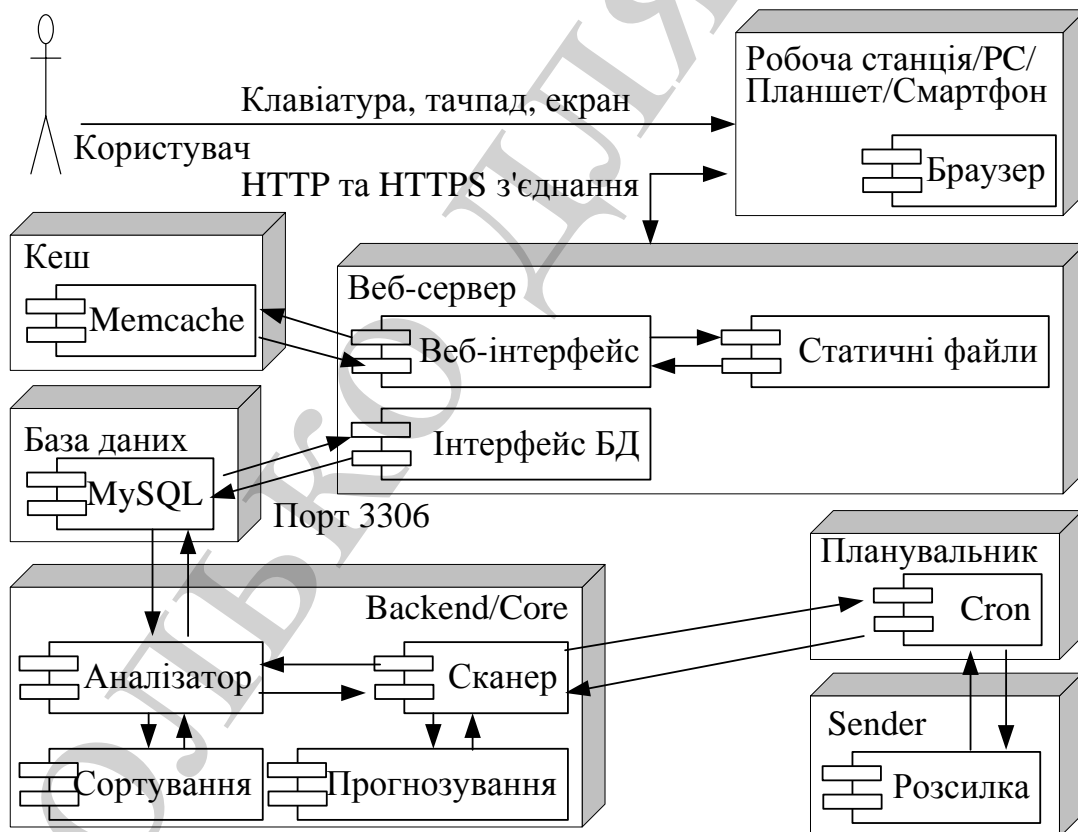 Робоча станція/PC/
Планшет/Смартфон
Браузер
Клавіатура, тачпад, екран
Користувач
HTTP та HTTPS з'єднання
Кеш
Memcache
Веб-сервер
Веб-інтерфейс
Статичні файли
База даних
MySQL
Інтерфейс БД
Порт 3306
Планувальник
Cron
Backend/Core
Аналізатор
Сканер
Sender
Сортування
Прогнозування
Розсилка
ОЛЬКО ДЛЯ